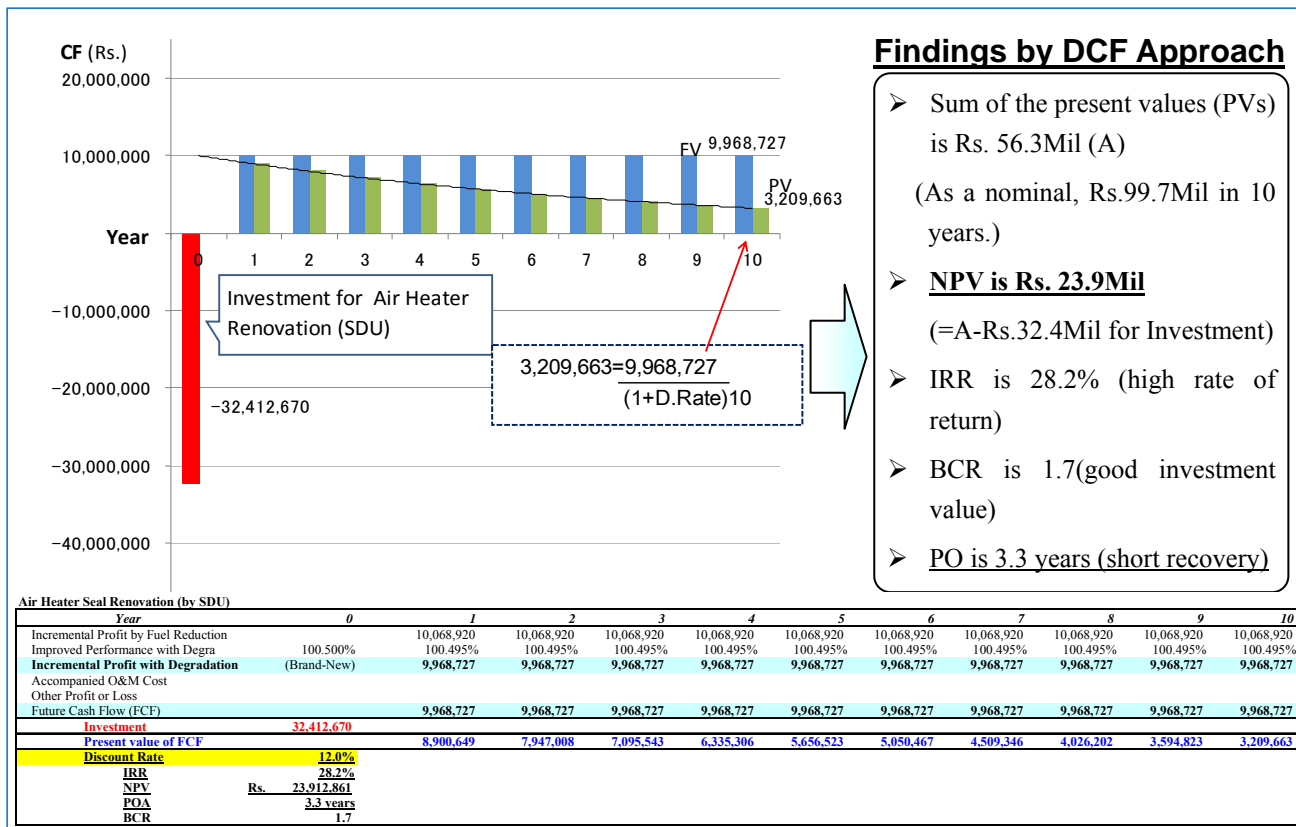 CF (Rs.)
20,000,000
10,000,000
Year
−10,000,000
−20,000,000
−30,000,000
−40,000,000
0 1 2 3 4 5 6 7 8 9 10
FV 9,968,727
PV
3,209,663
−32,412,670
Investment for Air Heater
Renovation (SDU)
3,209,663=9,968,727
(1+D.Rate)10
Findings by DCF Approach
➢ Sum of the present values (PVs)
is Rs. 56.3Mil (A)
(As a nominal, Rs.99.7Mil in 10
years.)
➢ NPV is Rs. 23.9Mil
(=A-Rs.32.4Mil for Investment)
➢ IRR is 28.2% (high rate of
return)
➢ BCR is 1.7(good investment
value)
➢ PO is 3.3 years (short recovery)
Air Heater Seal Renovation (by SDU)
Year 0 1 2 3 4 5 6 7 8 9 10
Incremental Profit by Fuel Reduction 10,068,920 10,068,920 10,068,920 10,068,920 10,068,920 10,068,920 10,068,920 10,068,920 10,068,920 10,068,920
Improved Performance with Degra 100.500% 100.495% 100.495% 100.495% 100.495% 100.495% 100.495% 100.495% 100.495% 100.495% 100.495%
Incremental Profit with Degradation (Brand-New) 9,968,727 9,968,727 9,968,727 9,968,727 9,968,727 9,968,727 9,968,727 9,968,727 9,968,727 9,968,727
Accompanied O&M Cost
Other Profit or Loss
Future Cash Flow (FCF) 9,968,727 9,968,727 9,968,727 9,968,727 9,968,727 9,968,727 9,968,727 9,968,727 9,968,727 9,968,727
Investment 32,412,670
Present value of FCF 8,900,649 7,947,008 7,095,543 6,335,306 5,656,523 5,050,467 4,509,346 4,026,202 3,594,823 3,209,663
Discount Rate 12.0%
IRR 28.2%
NPV Rs. 23,912,861
POA 3.3 years
BCR 1.7